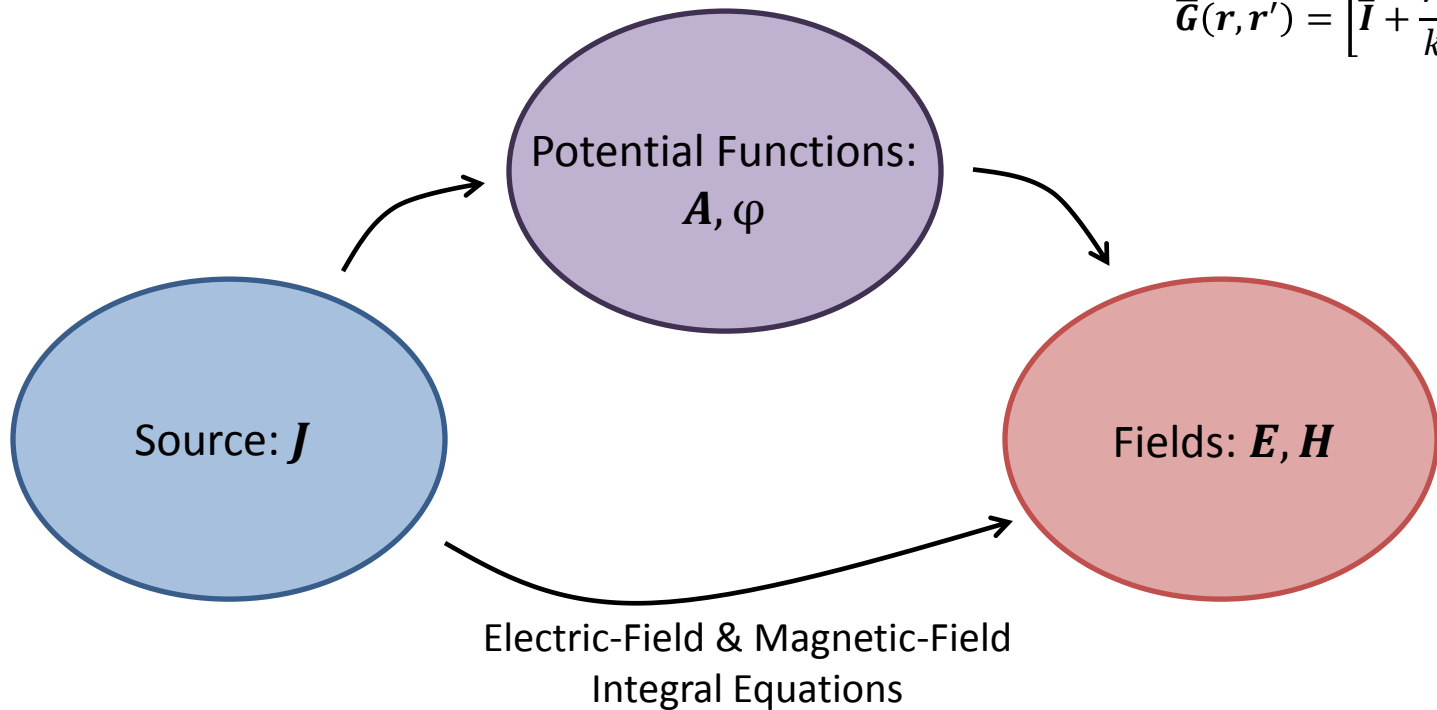 G̅(r, r′) = [I̅ +
Potential Functions:
A, φ
Source: J
Fields: E, H
Electric-Field & Magnetic-Field
Integral Equations